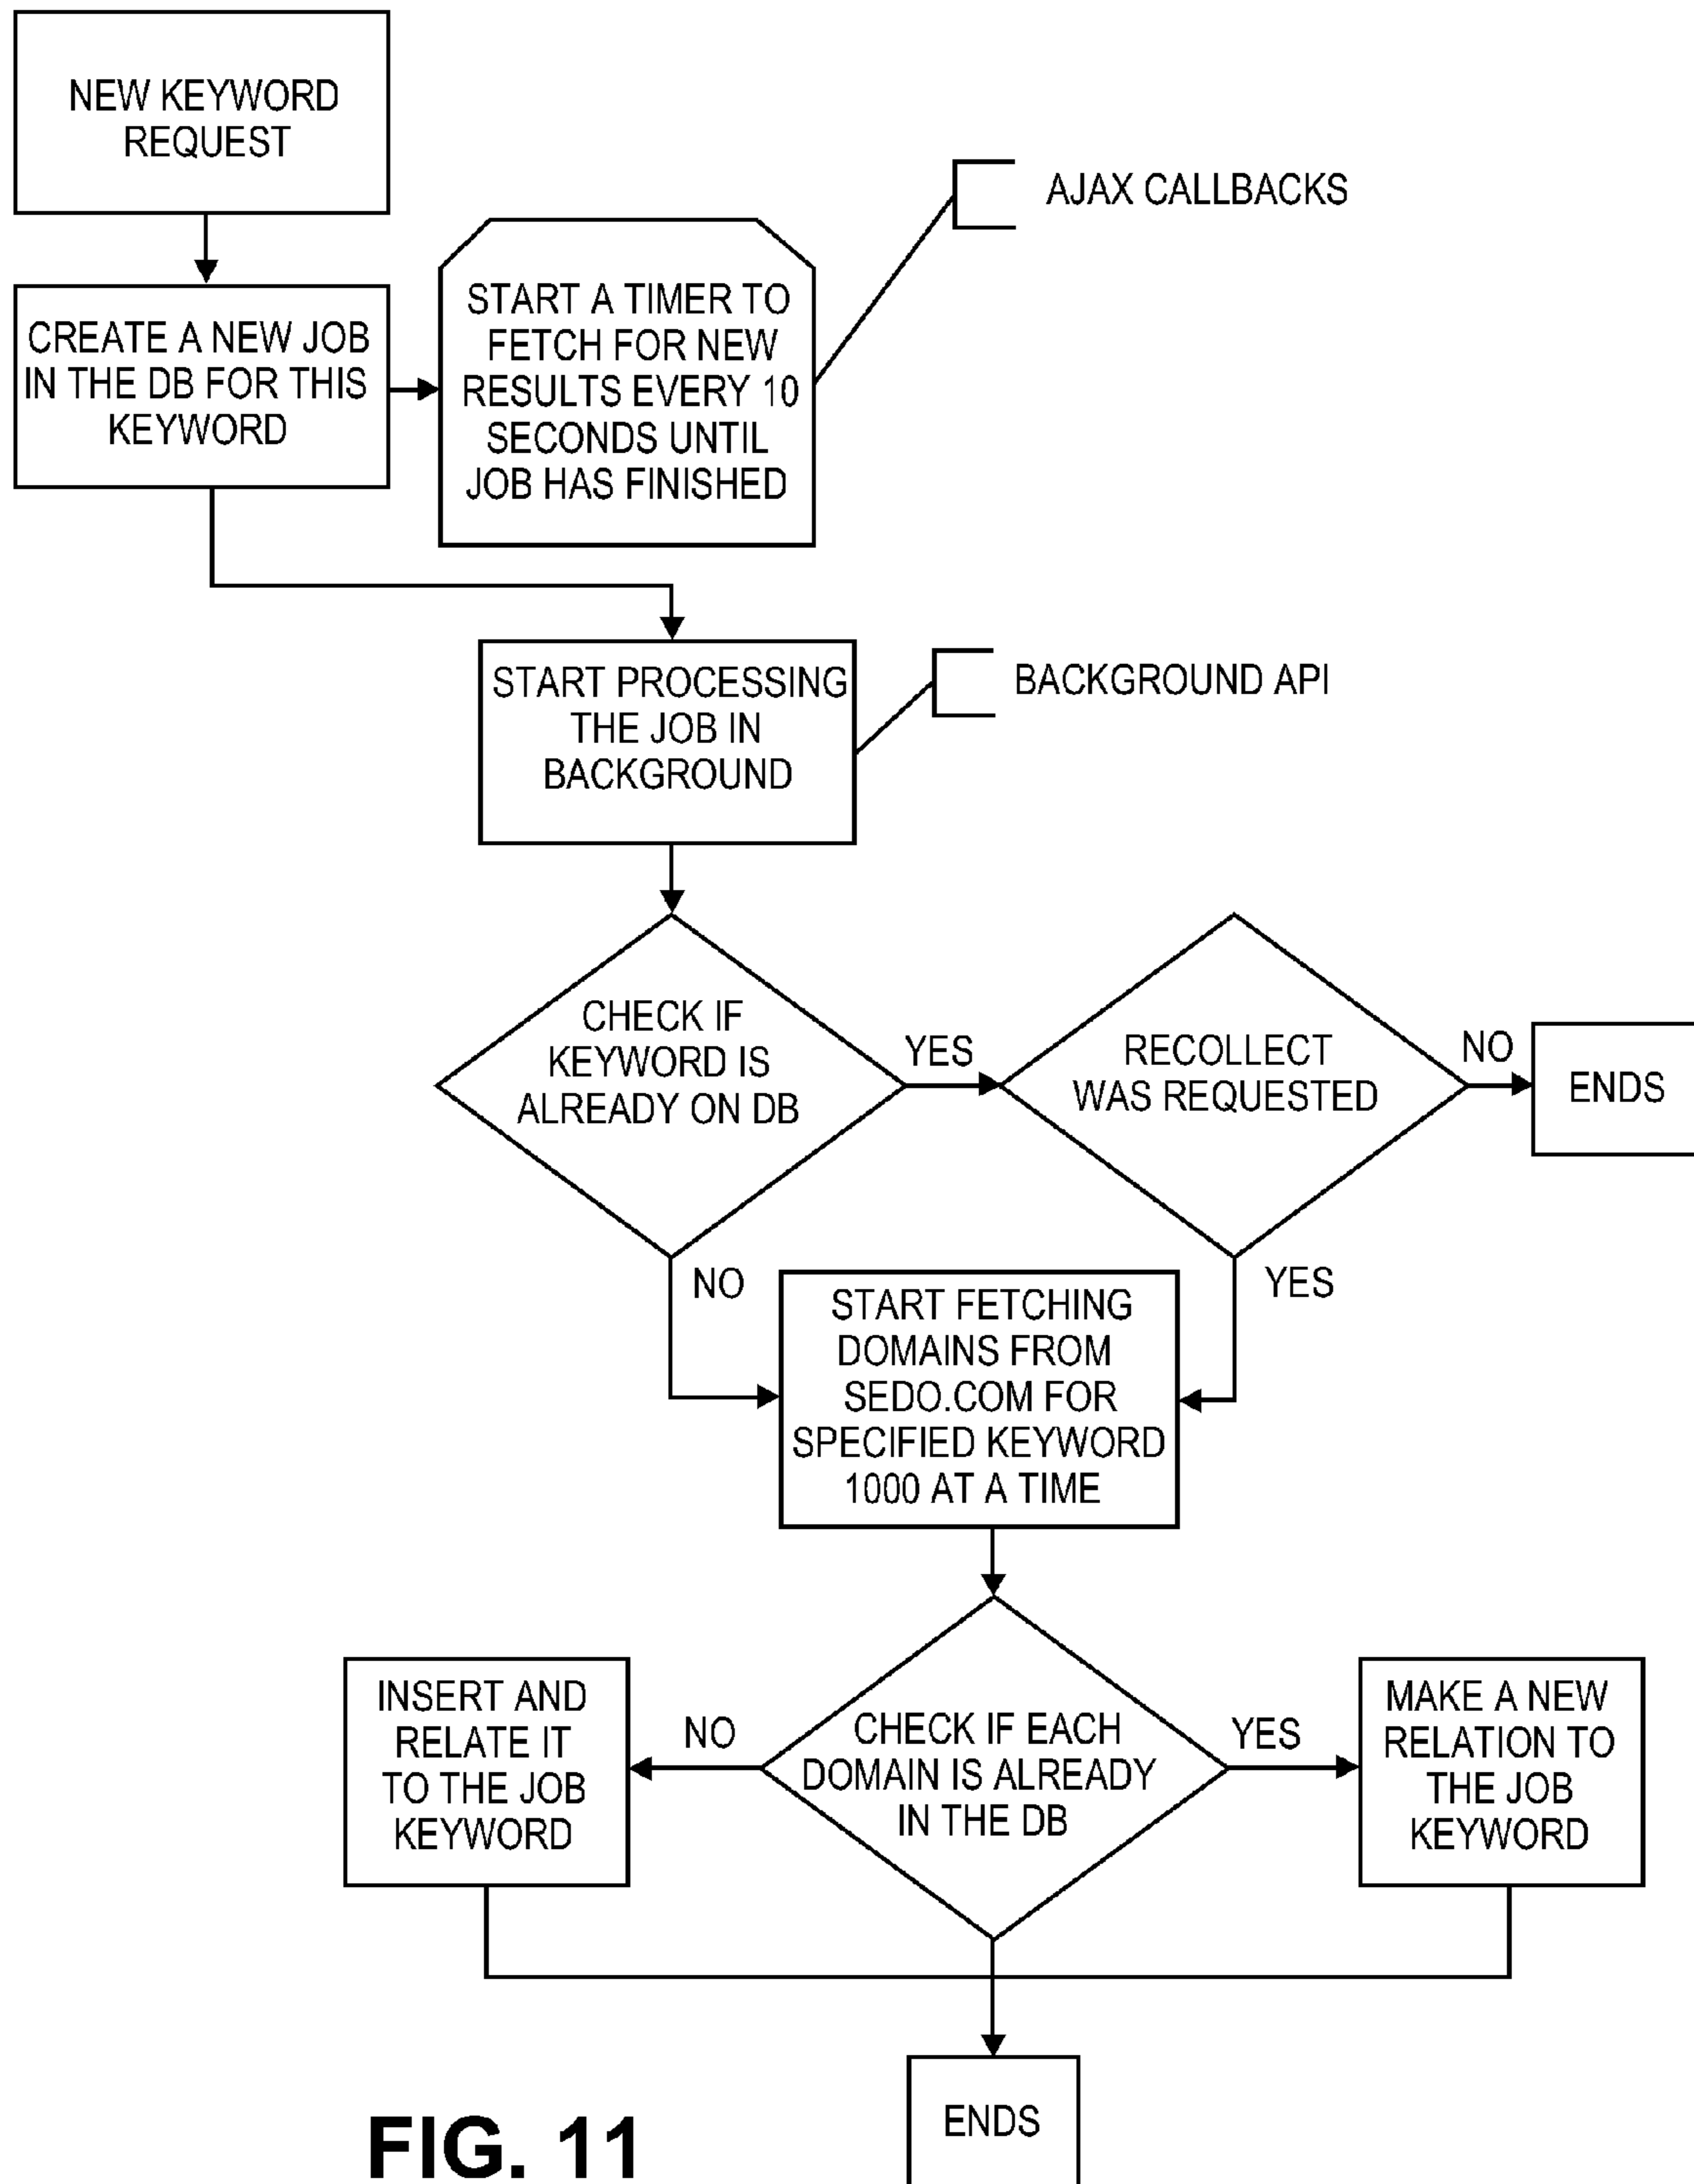 NEW KEYWORD
REQUEST
AJAX CALLBACKS
CREATE A NEW JOB
IN THE DB FOR THIS
KEYWORD
START A TIMER TO
FETCH FOR NEW
RESULTS EVERY 10
SECONDS UNTIL
JOB HAS FINISHED
START PROCESSING
THE JOB IN
BACKGROUND
BACKGROUND API
CHECK IF
KEYWORD IS
ALREADY ON DB
YES
RECOLLECT
WAS REQUESTED
NO
ENDS
NO
YES
START FETCHING
DOMAINS FROM
SEDO.COM FOR
SPECIFIED KEYWORD
1000 AT A TIME
INSERT AND
RELATE IT
TO THE JOB
KEYWORD
NO
CHECK IF EACH
DOMAIN IS ALREADY
IN THE DB
YES
MAKE A NEW
RELATION TO
THE JOB
KEYWORD
ENDS
FIG. 11